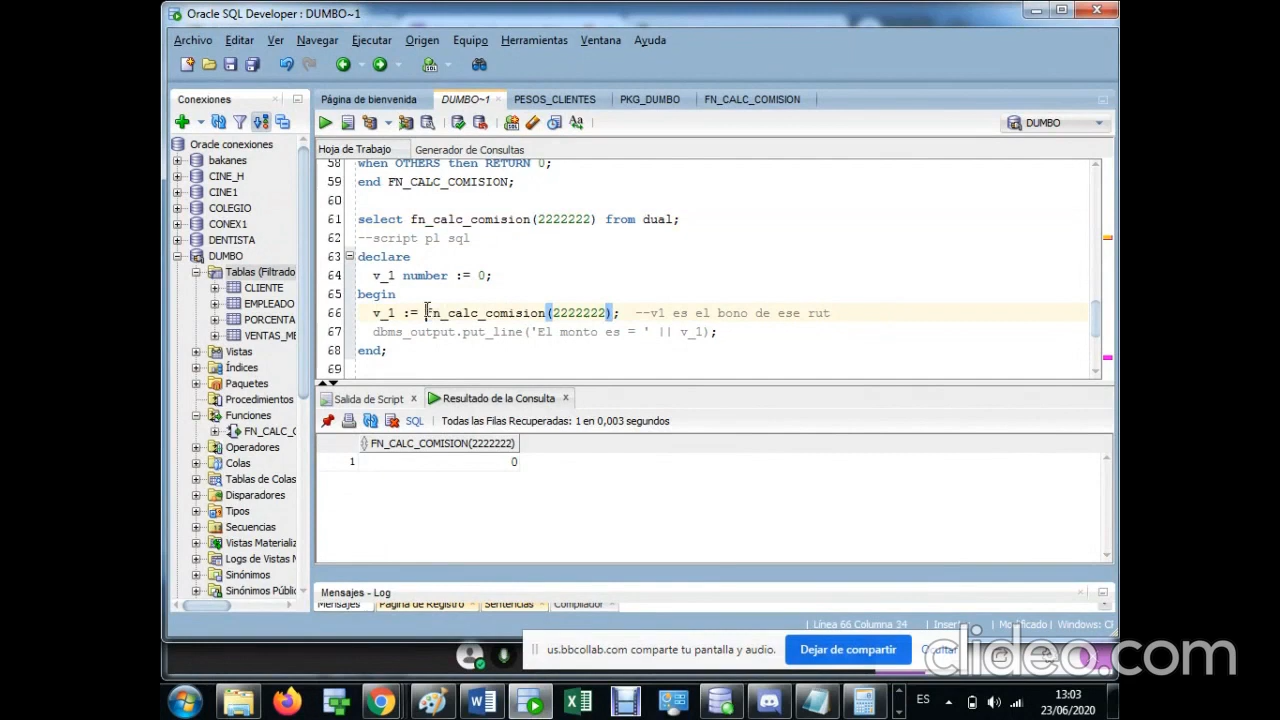 Oracle SQL Developer : DUMBO~1
Archivo Editar Ver Navegar Ejecutar Origen Equipo Herramientas Ventana Ayuda
Conexiones
Página de bienvenida DUMBO~1 PESOS_CLIENTES PKG_DUMBO FN_CALC_COMISION
DUMBO
Hoja de Trabajo Generador de Consultas
Oracle conexiones
bakanes
CINE_H
CINE1
COLEGIO
CONEX1
DENTISTA
DUMBO
Tablas (Filtrado
CLIENTE
EMPLEADO
PORCENTA
VENTAS_ME
Vistas
Índices
Paquetes
Procedimientos
Funciones
FN_CALC_C
Operadores
Colas
Tablas de Colas
Disparadores
Tipos
Secuencias
Vistas Materializ
Logs de Vistas M
Sinónimos
Sinónimos Públic
58 when OTHERS then RETURN 0;
59 end FN_CALC_COMISION;
60
61 select fn_calc_comision(2222222) from dual;
62 --script pl sql
63 declare
64 v_1 number := 0;
65 begin
66 v_1 := fn_calc_comision(2222222); --v1 es el bono de ese rut
67 dbms_output.put_line('El monto es = ' || v_1);
68 end;
69
Salida de Script Resultado de la Consulta
SQL Todas las Filas Recuperadas: 1 en 0,003 segundos
FN_CALC_COMISION(2222222)
1 0
Mensajes - Log
Mensajes Página de Registro Sentencias Compilador
Línea 66 Columna 34 Modificado Windows:
us.bbcollab.com comparte tu pantalla y audio. Dejar de compartir Ocultar
clideo.com
ES 13:03
23/06/2020